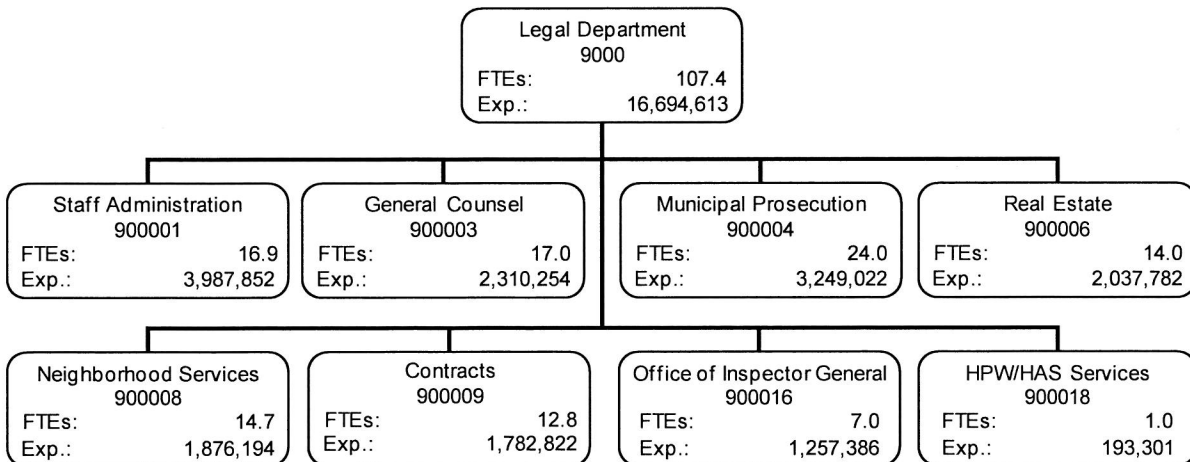 Legal Department
9000
FTEs: 107.4
Exp.: 16,694,613
Staff Administration
900001
FTEs: 16.9
Exp.: 3,987,852
General Counsel
900003
FTEs: 17.0
Exp.: 2,310,254
Municipal Prosecution
900004
FTEs: 24.0
Exp.: 3,249,022
Real Estate
900006
FTEs: 14.0
Exp.: 2,037,782
Neighborhood Services
900008
FTEs: 14.7
Exp.: 1,876,194
Contracts
900009
FTEs: 12.8
Exp.: 1,782,822
Office of Inspector General
900016
FTEs: 7.0
Exp.: 1,257,386
HPW/HAS Services
900018
FTEs: 1.0
Exp.: 193,301